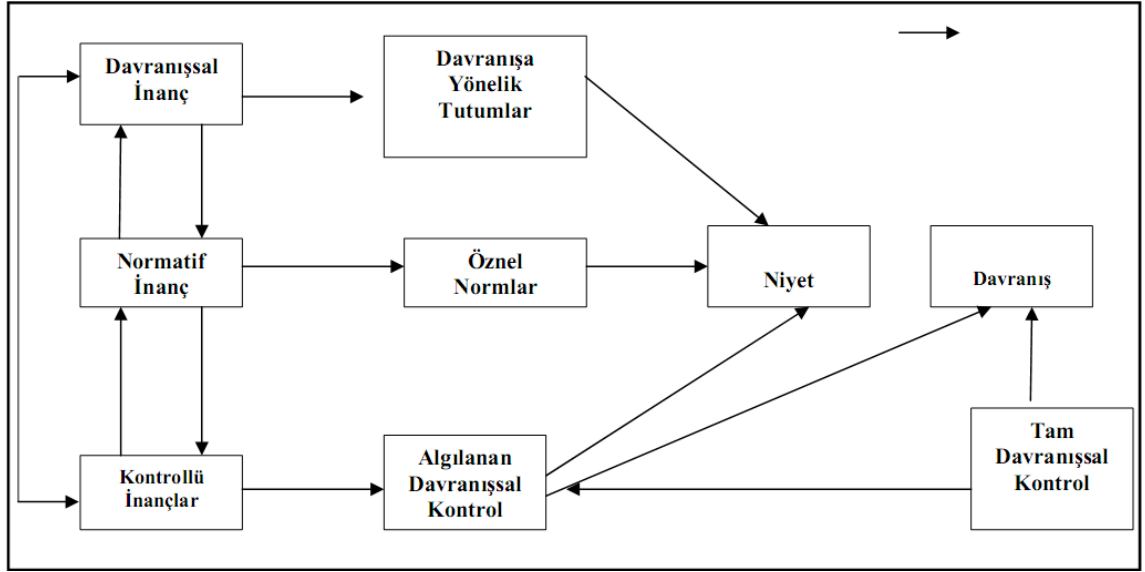 Davranışsal
İnanç
Davranışa
Yönelik
Tutumlar
Normatif
İnanç
Öznel
Normlar
Niyet
Davranış
Kontrollü
İnançlar
Algılanan
Davranışsal
Kontrol
Tam
Davranışsal
Kontrol